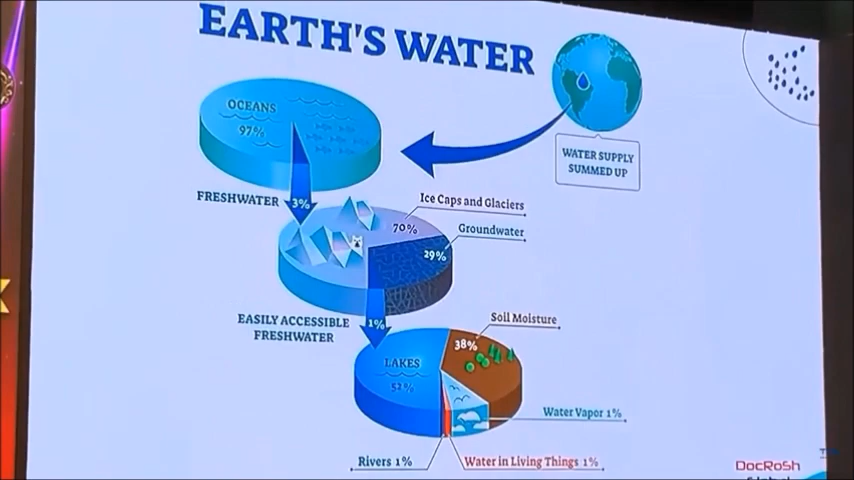 EARTH'S WATER
OCEANS
97%
WATER SUPPLY
SUMMED UP
FRESHWATER
3%
Ice Caps and Glaciers
70%
Groundwater
29%
EASILY ACCESSIBLE
FRESHWATER
1%
Soil Moisture
38%
LAKES
52%
Water Vapor 1%
Rivers 1%
Water in Living Things 1%
DocRoSh